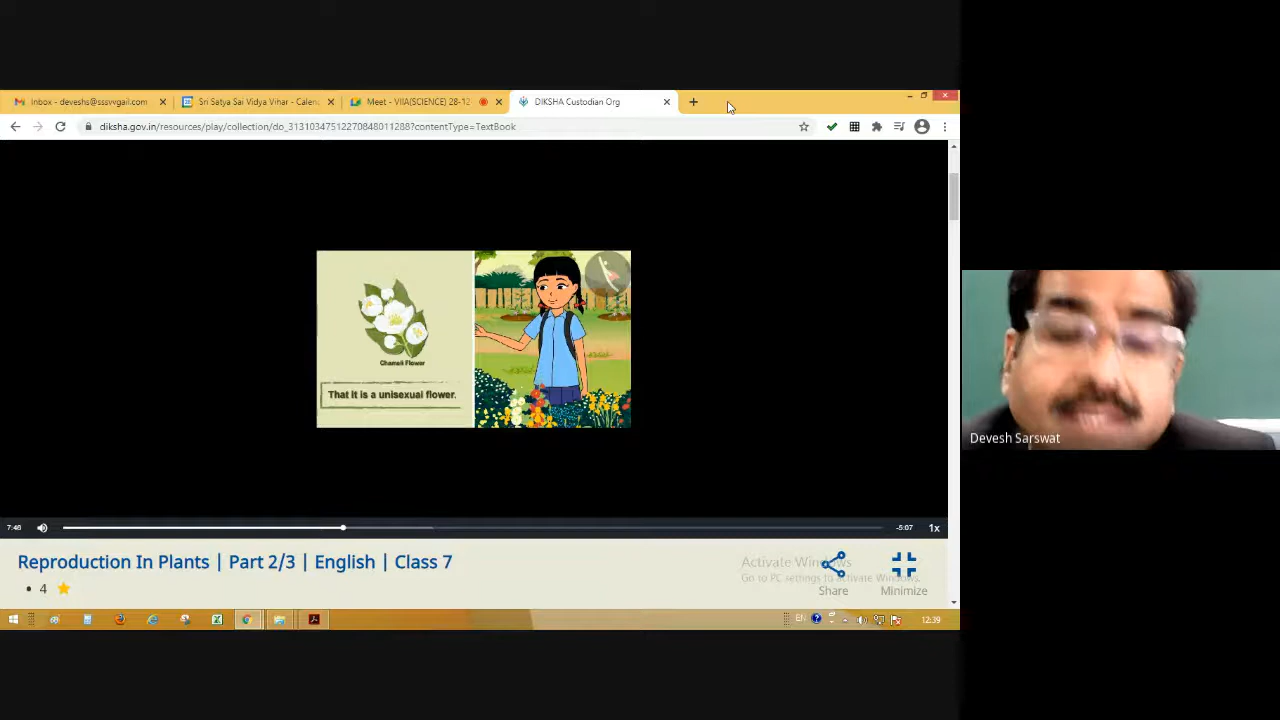 Inbox - deveshs@sssvvgail.com
Sri Satya Sai Vidya Vihar - Calen
Meet - VIIA(SCIENCE) 28-12
DIKSHA Custodian Org
diksha.gov.in/resources/play/collection/do_31310347512270848011288?contentType=TextBook
Chameli Flower
That it is a unisexual flower.
Devesh Sarswat
7:46
-5:07
1x
Reproduction In Plants | Part 2/3 | English | Class 7
Activate Windows
Go to PC settings to activate Windows.
4
Share
Minimize
EN
12:39